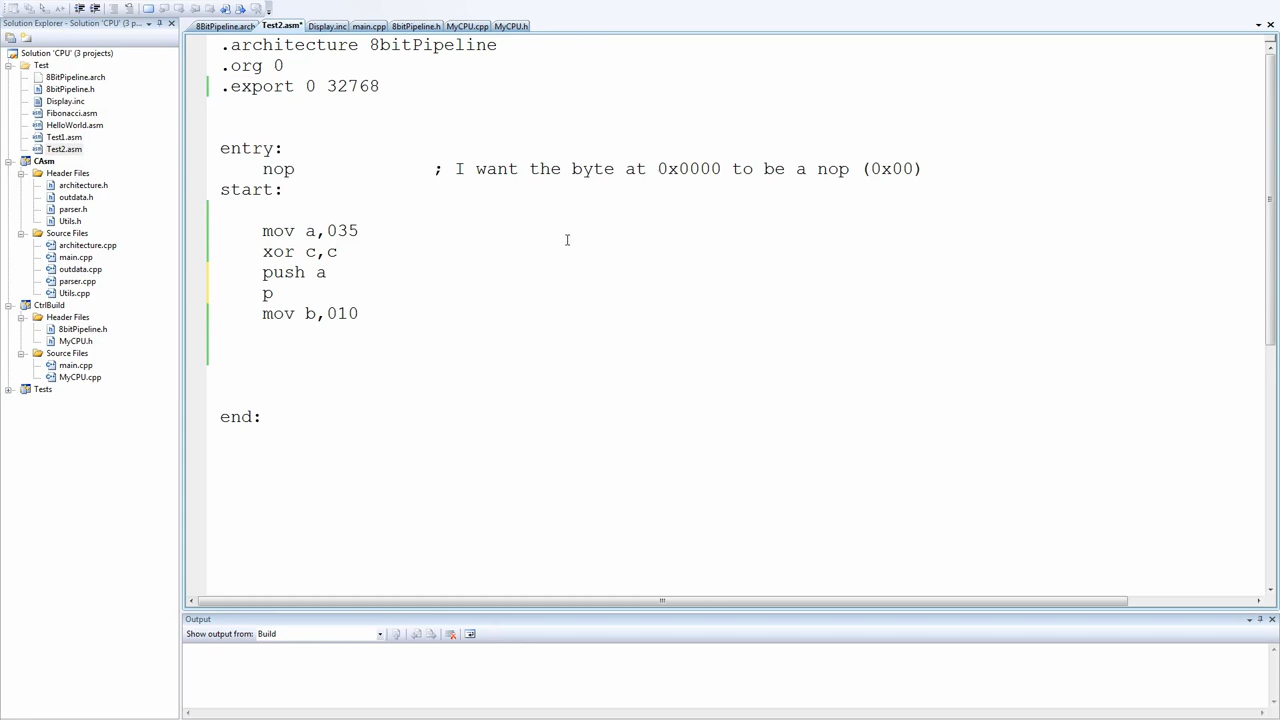 Solution Explorer - Solution 'CPU' (3 p...
Solution 'CPU' (3 projects)
Test
8BitPipeline.arch
8bitPipeline.h
Display.inc
Fibonacci.asm
HelloWorld.asm
Test1.asm
Test2.asm
CAsm
Header Files
architecture.h
outdata.h
parser.h
Utils.h
Source Files
architecture.cpp
main.cpp
outdata.cpp
parser.cpp
Utils.cpp
CtrlBuild
Header Files
8bitPipeline.h
MyCPU.h
Source Files
main.cpp
MyCPU.cpp
Tests
8BitPipeline.arch Test2.asm* Display.inc main.cpp 8bitPipeline.h MyCPU.cpp MyCPU.h
.architecture 8bitPipeline
.org 0
.export 0 32768
entry:
nop ; I want the byte at 0x0000 to be a nop (0x00)
start:
mov a,035
xor c,c
push a
p
mov b,010
end:
Output
Show output from: Build